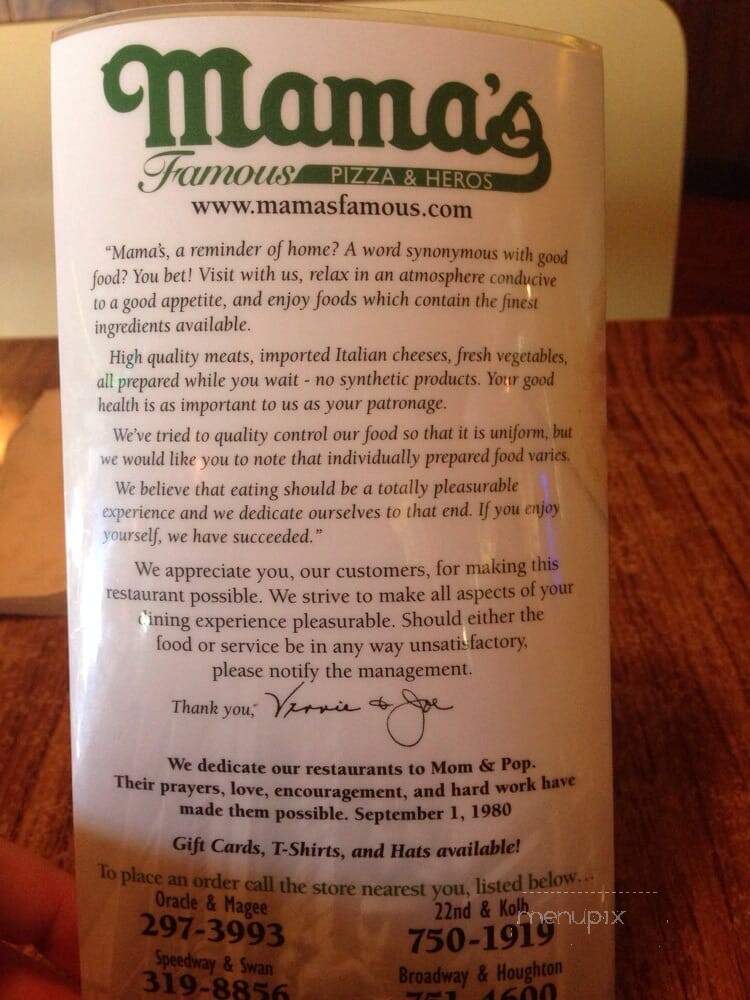 Mama's
Famous PIZZA & HEROS
www.mamasfamous.com
"Mama's, a reminder of home? A word synonymous with good
food? You bet! Visit with us, relax in an atmosphere conducive
to a good appetite, and enjoy foods which contain the finest
ingredients available.
High quality meats, imported Italian cheeses, fresh vegetables,
all prepared while you wait - no synthetic products. Your good
health is as important to us as your patronage.
We've tried to quality control our food so that it is uniform, but
we would like you to note that individually prepared food varies.
We believe that eating should be a totally pleasurable
experience and we dedicate ourselves to that end. If you enjoy
yourself, we have succeeded."
We appreciate you, our customers, for making this
restaurant possible. We strive to make all aspects of your
dining experience pleasurable. Should either the
food or service be in any way unsatisfactory,
please notify the management.
Thank you, Vernie & Joe
We dedicate our restaurants to Mom & Pop.
Their prayers, love, encouragement, and hard work have
made them possible. September 1, 1980
Gift Cards, T-Shirts, and Hats available!
To place an order call the store nearest you, listed below...
Oracle & Magee 22nd & Kolb
297-3993 750-1919
Speedway & Swan Broadway & Houghton
319-8856 751-4600
menupix